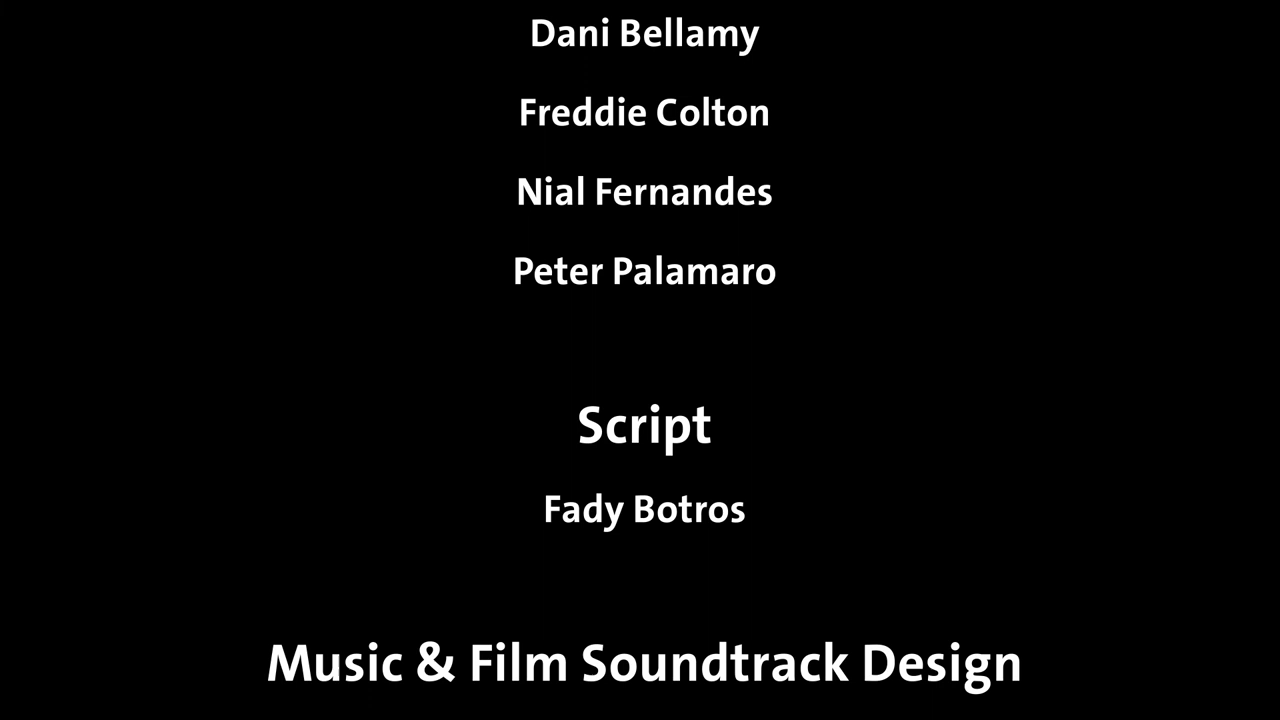 Dani Bellamy
Freddie Colton
Nial Fernandes
Peter Palamaro
Script
Fady Botros
Music & Film Soundtrack Design